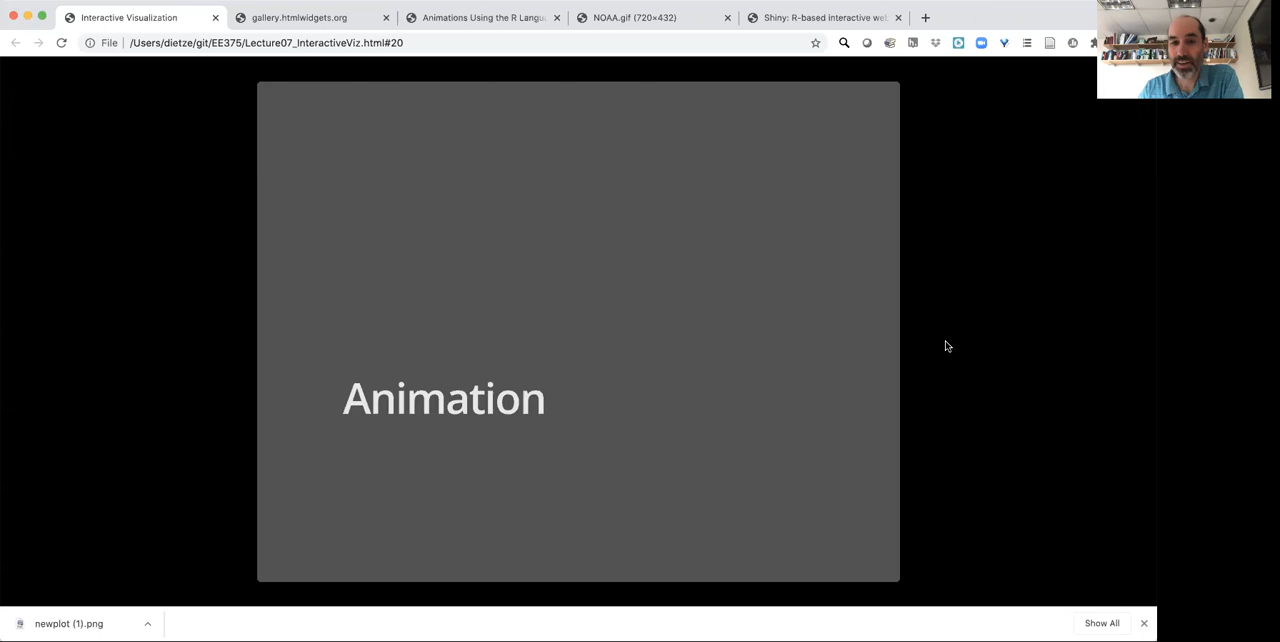 Interactive Visualization
gallery.htmlwidgets.org
Animations Using the R Langu
NOAA.gif (720×432)
Shiny: R-based interactive we
File
/Users/dietze/git/EE375/Lecture07_InteractiveViz.html#20
Animation
newplot (1).png
Show All